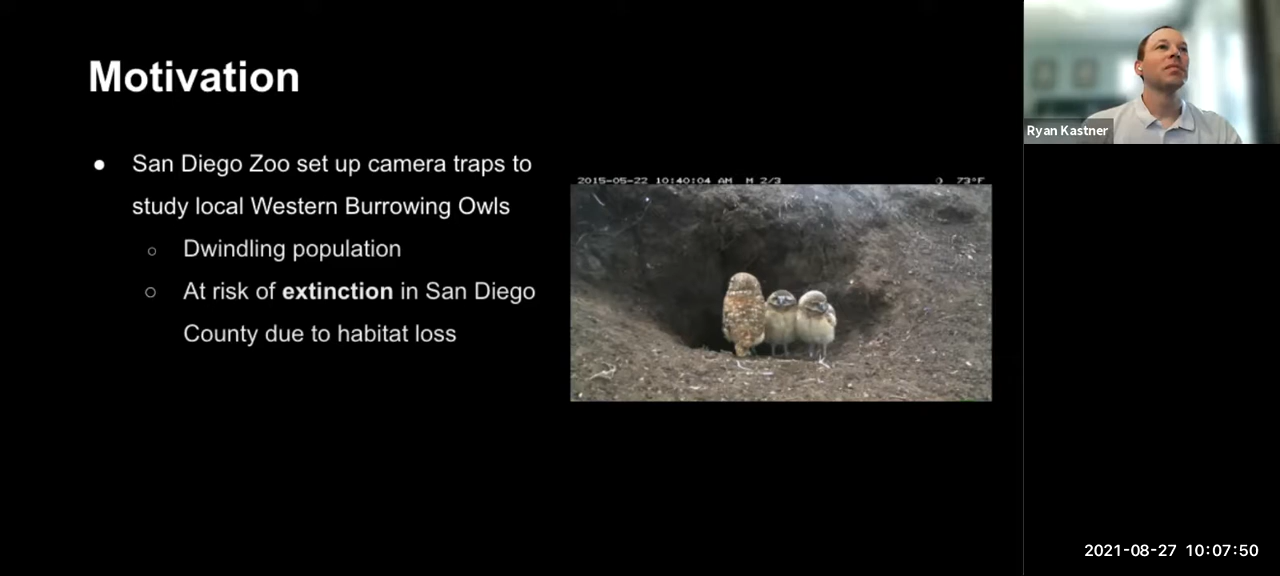 Motivation
● San Diego Zoo set up camera traps to
study local Western Burrowing Owls
○ Dwindling population
○ At risk of extinction in San Diego
County due to habitat loss
2015-05-22 10:40:04 AM M 2/3 73°F
Ryan Kastner
2021-08-27 10:07:50